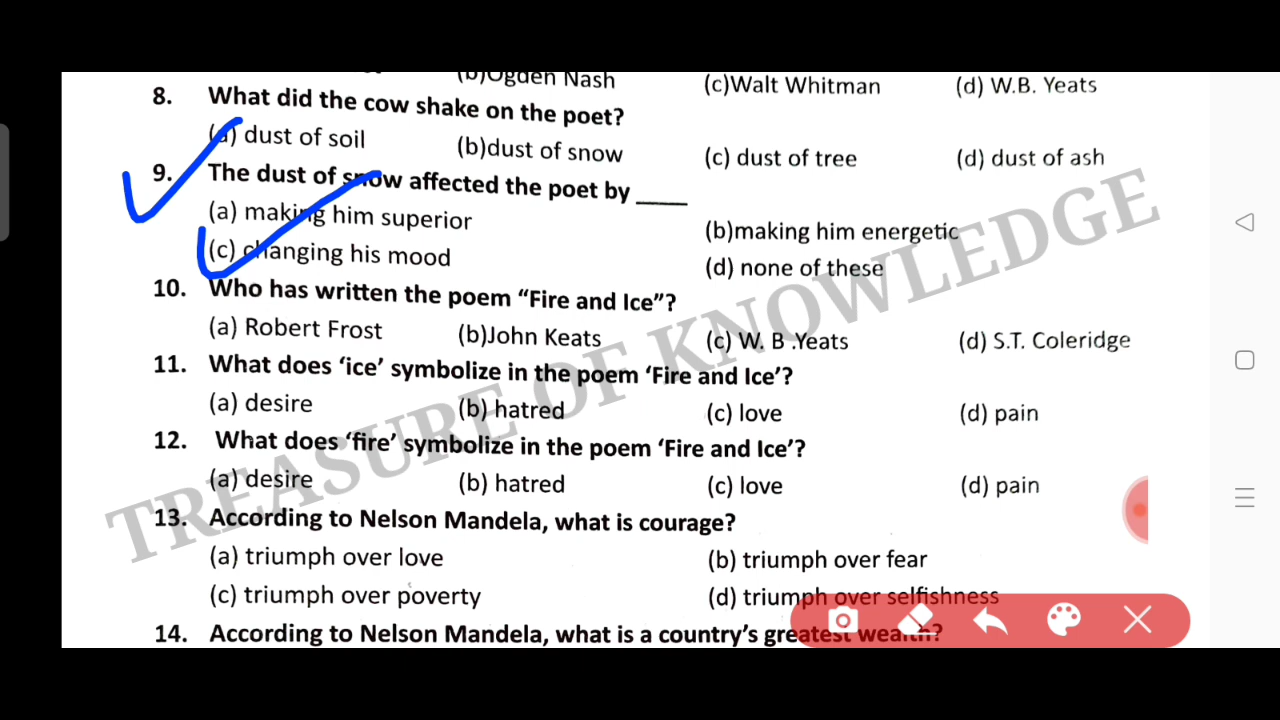 (b)Ogden Nash (c)Walt Whitman (d) W.B. Yeats
8. What did the cow shake on the poet?
(a) dust of soil (b)dust of snow (c) dust of tree (d) dust of ash
9. The dust of snow affected the poet by ____
(a) making him superior (b)making him energetic
(c) changing his mood (d) none of these
10. Who has written the poem “Fire and Ice”?
(a) Robert Frost (b)John Keats (c) W. B .Yeats (d) S.T. Coleridge
11. What does ‘ice’ symbolize in the poem ‘Fire and Ice’?
(a) desire (b) hatred (c) love (d) pain
12. What does ‘fire’ symbolize in the poem ‘Fire and Ice’?
(a) desire (b) hatred (c) love (d) pain
13. According to Nelson Mandela, what is courage?
(a) triumph over love (b) triumph over fear
(c) triumph over poverty (d) triumph over selfishness
14. According to Nelson Mandela, what is a country’s greatest wealth?
TREASURE OF KNOWLEDGE